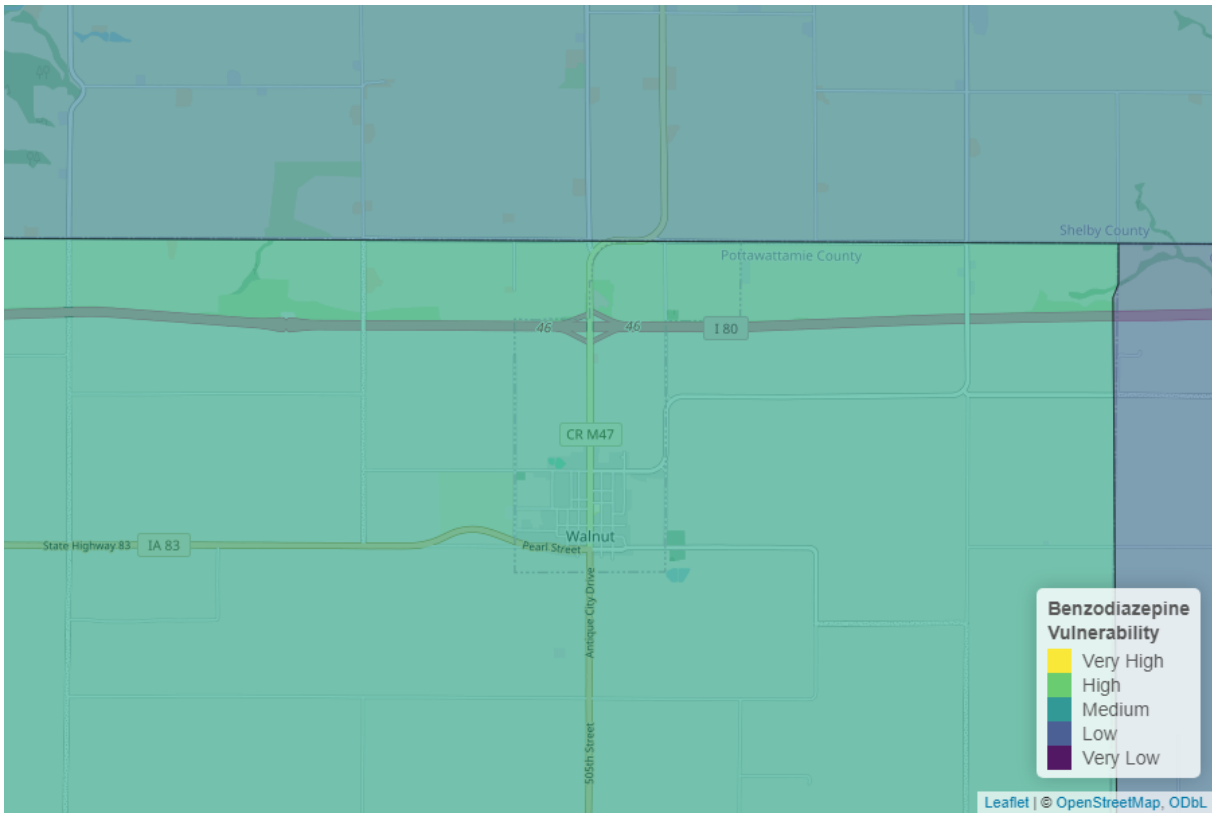 Shelby County
Pottawattamie County
46
46
I 80
CR M47
Walnut
State Highway 83
IA 83
Pearl Street
Antique City Drive
505th Street
Benzodiazepine
Vulnerability
Very High
High
Medium
Low
Very Low
Leaflet | © OpenStreetMap, ODbL